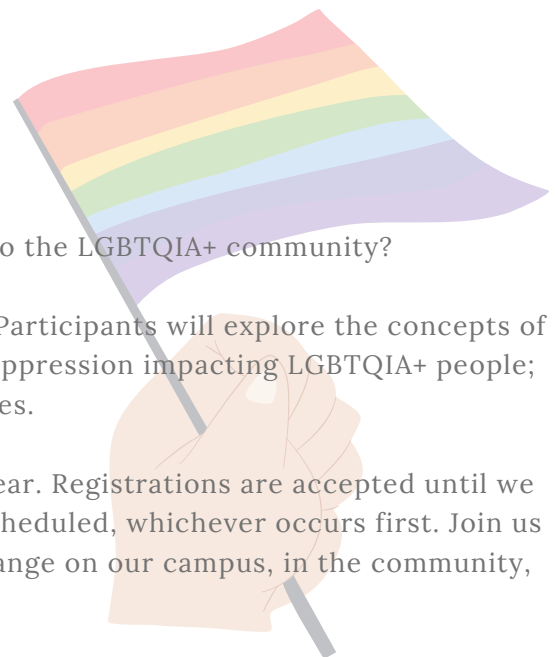 o the LGBTQIA+ community?
Participants will explore the concepts of
ppression impacting LGBTQIA+ people;
es.
ear. Registrations are accepted until we
heduled, whichever occurs first. Join us
ange on our campus, in the community,